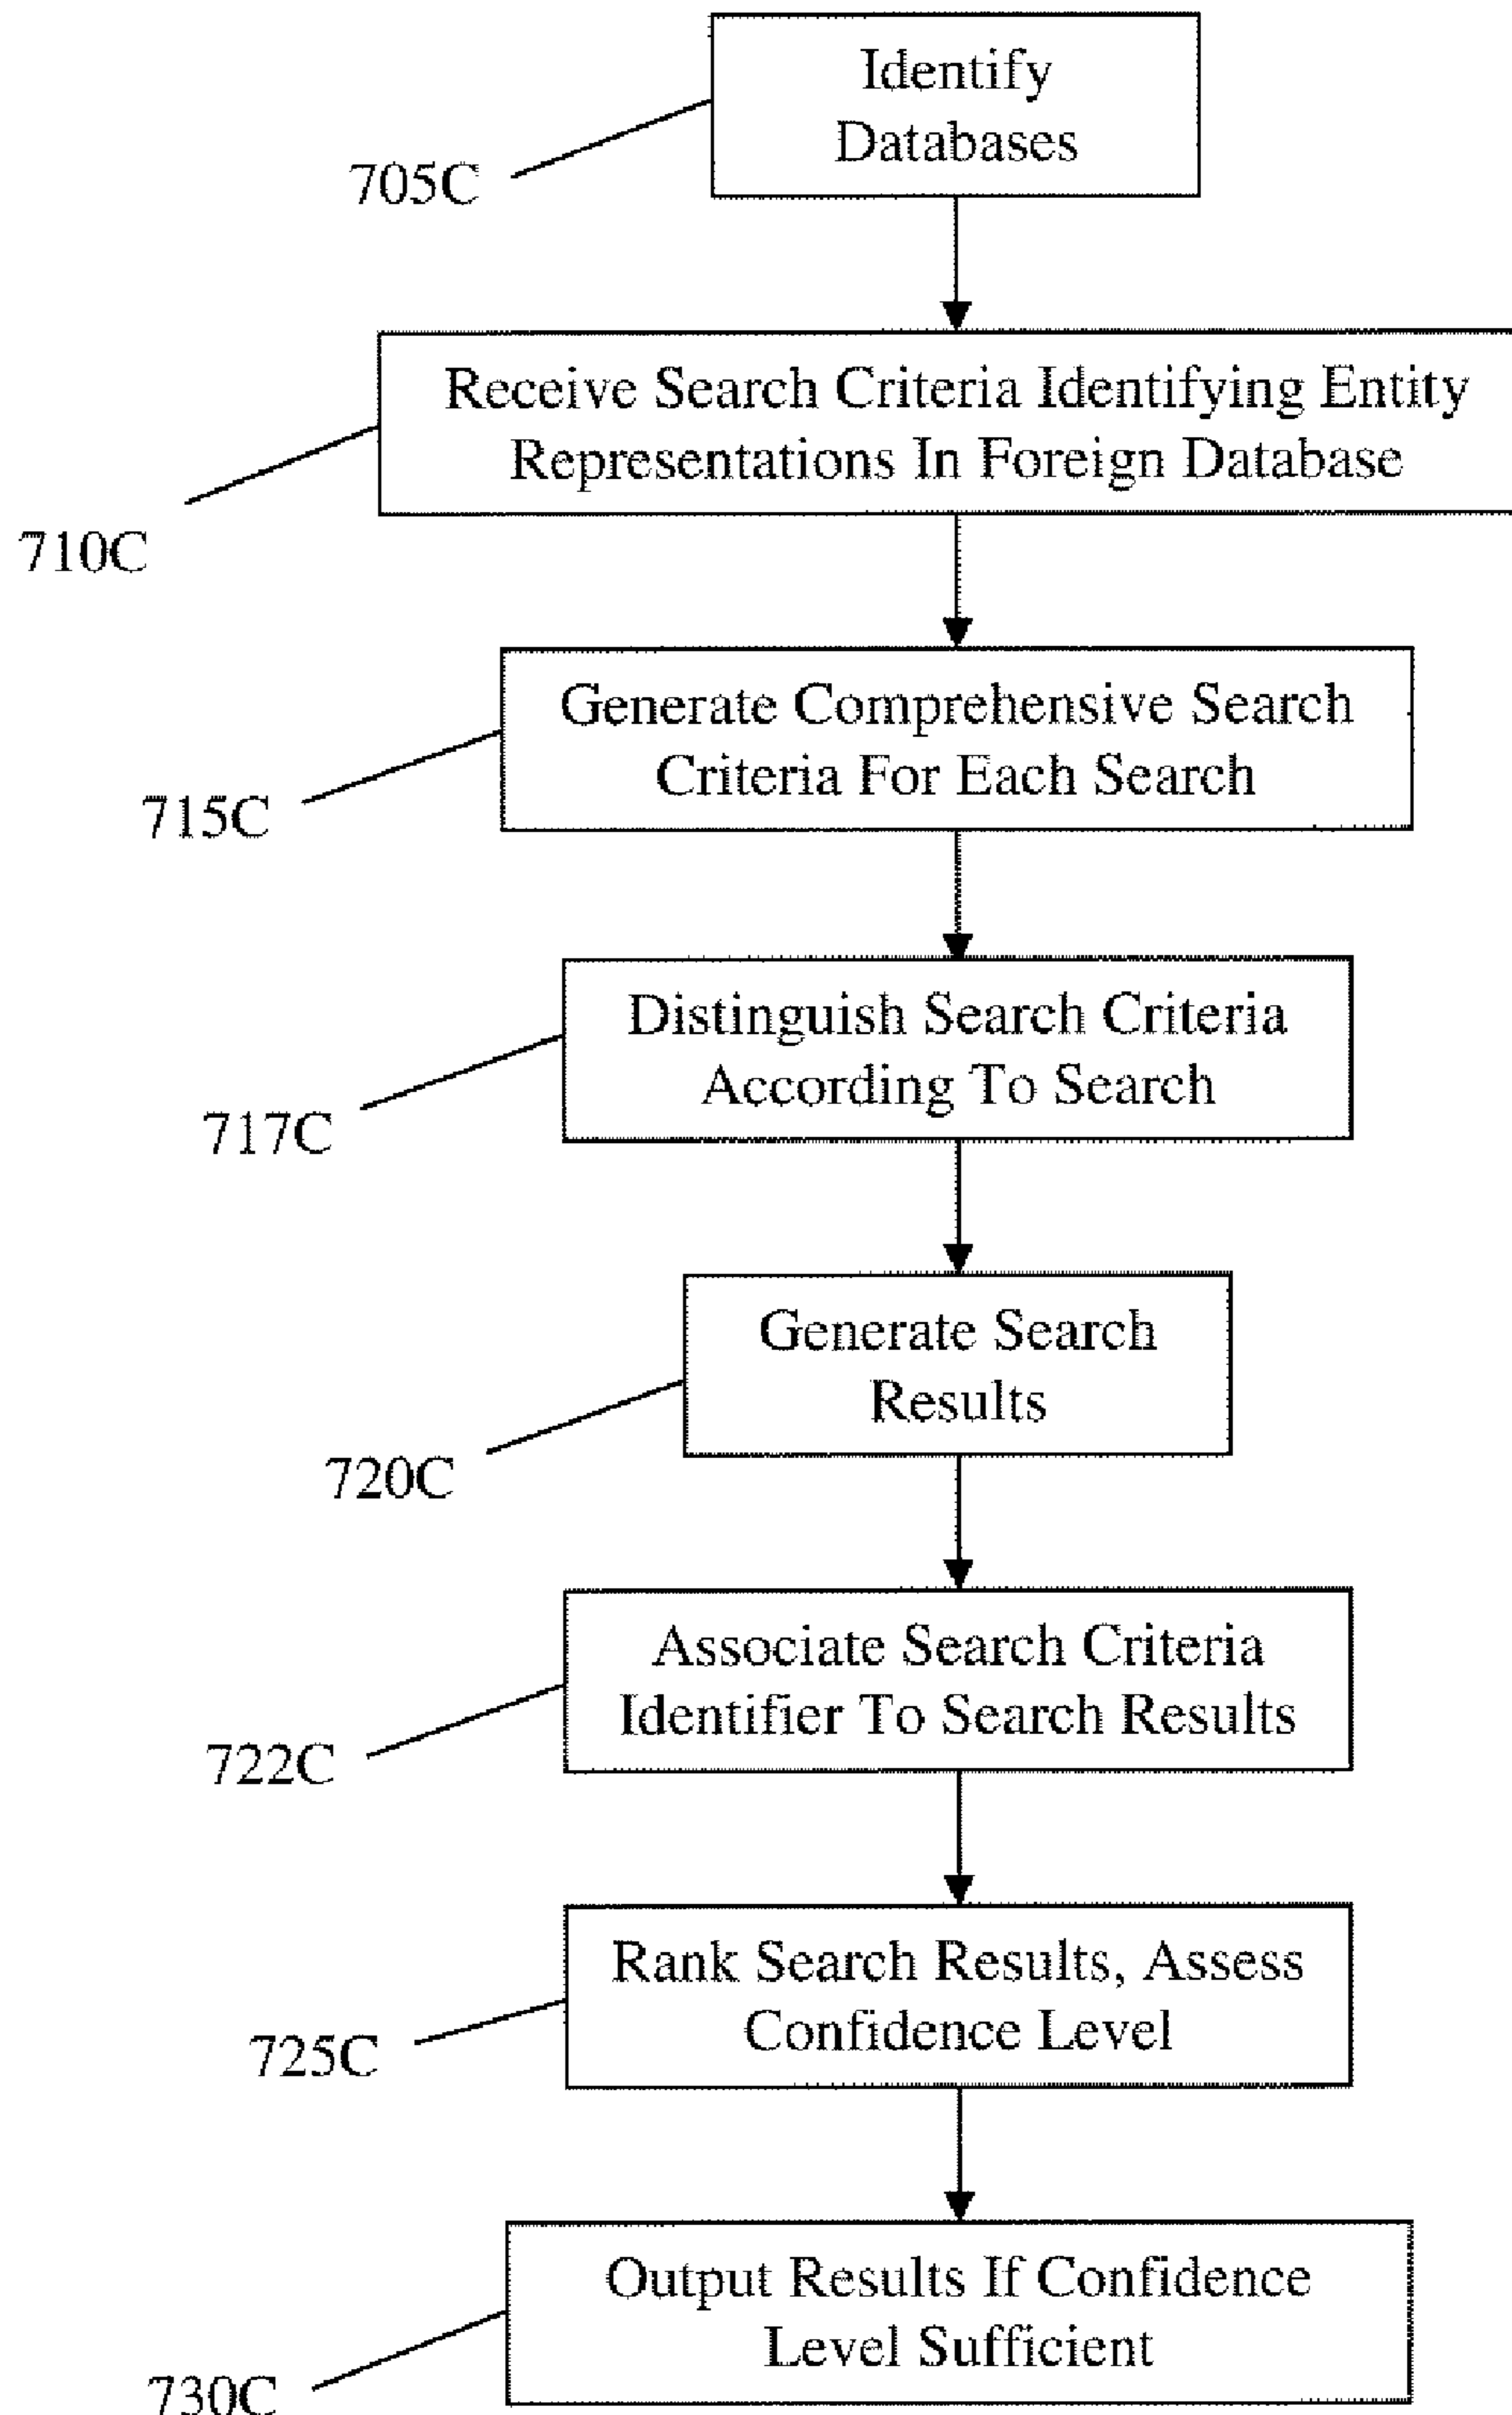 Identify
Databases
705C
Receive Search Criteria Identifying Entity
Representations In Foreign Database
710C
Generate Comprehensive Search
Criteria For Each Search
715C
Distinguish Search Criteria
According To Search
717C
Generate Search
Results
720C
Associate Search Criteria
Identifier To Search Results
722C
Rank Search Results, Assess
Confidence Level
725C
Output Results If Confidence
Level Sufficient
730C